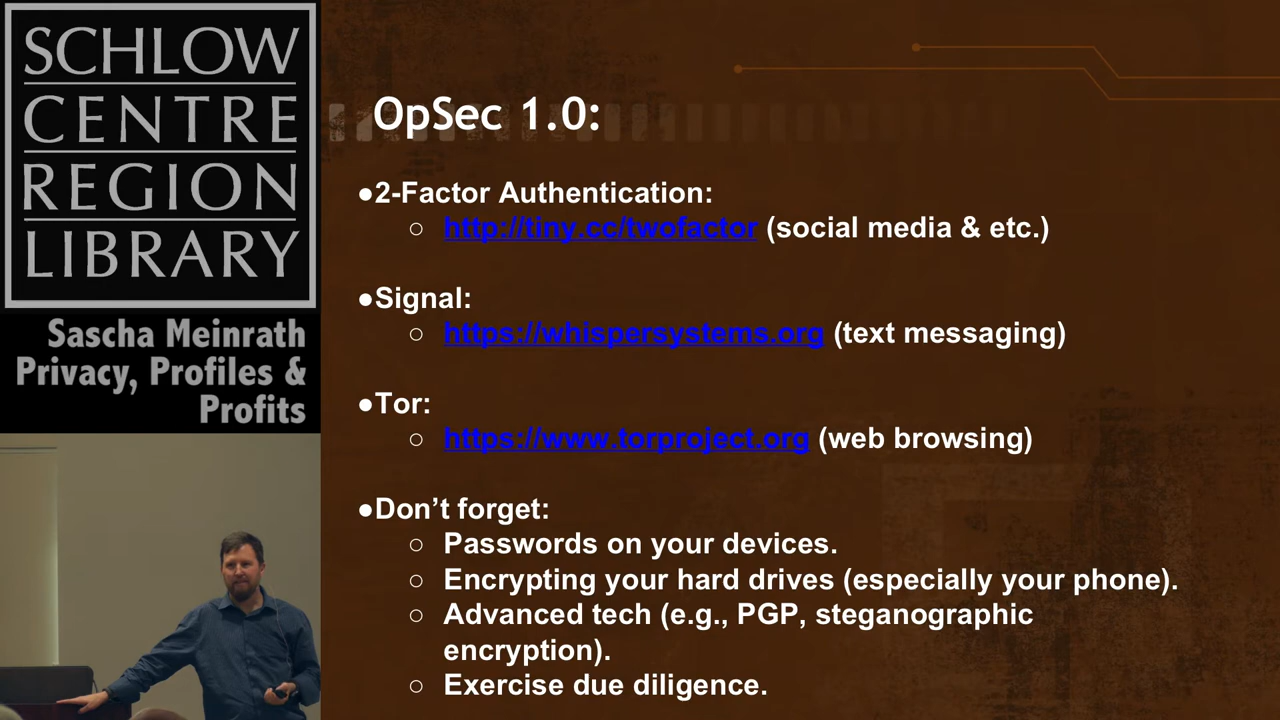 SCHLOW
CENTRE
REGION
LIBRARY
Sascha Meinrath
Privacy, Profiles &
Profits
OpSec 1.0:
●2-Factor Authentication:
○ http://tiny.cc/twofactor (social media & etc.)
●Signal:
○ https://whispersystems.org (text messaging)
●Tor:
○ https://www.torproject.org (web browsing)
●Don’t forget:
○ Passwords on your devices.
○ Encrypting your hard drives (especially your phone).
○ Advanced tech (e.g., PGP, steganographic
encryption).
○ Exercise due diligence.